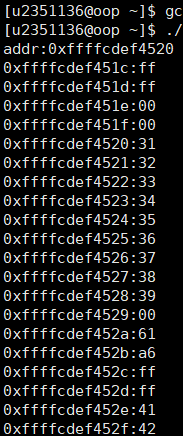 [u2351136@oop ~]$ gc
[u2351136@oop ~]$ ./
addr:0xffffcdef4520
0xffffcdef451c:ff
0xffffcdef451d:ff
0xffffcdef451e:00
0xffffcdef451f:00
0xffffcdef4520:31
0xffffcdef4521:32
0xffffcdef4522:33
0xffffcdef4523:34
0xffffcdef4524:35
0xffffcdef4525:36
0xffffcdef4526:37
0xffffcdef4527:38
0xffffcdef4528:39
0xffffcdef4529:00
0xffffcdef452a:61
0xffffcdef452b:a6
0xffffcdef452c:ff
0xffffcdef452d:ff
0xffffcdef452e:41
0xffffcdef452f:42